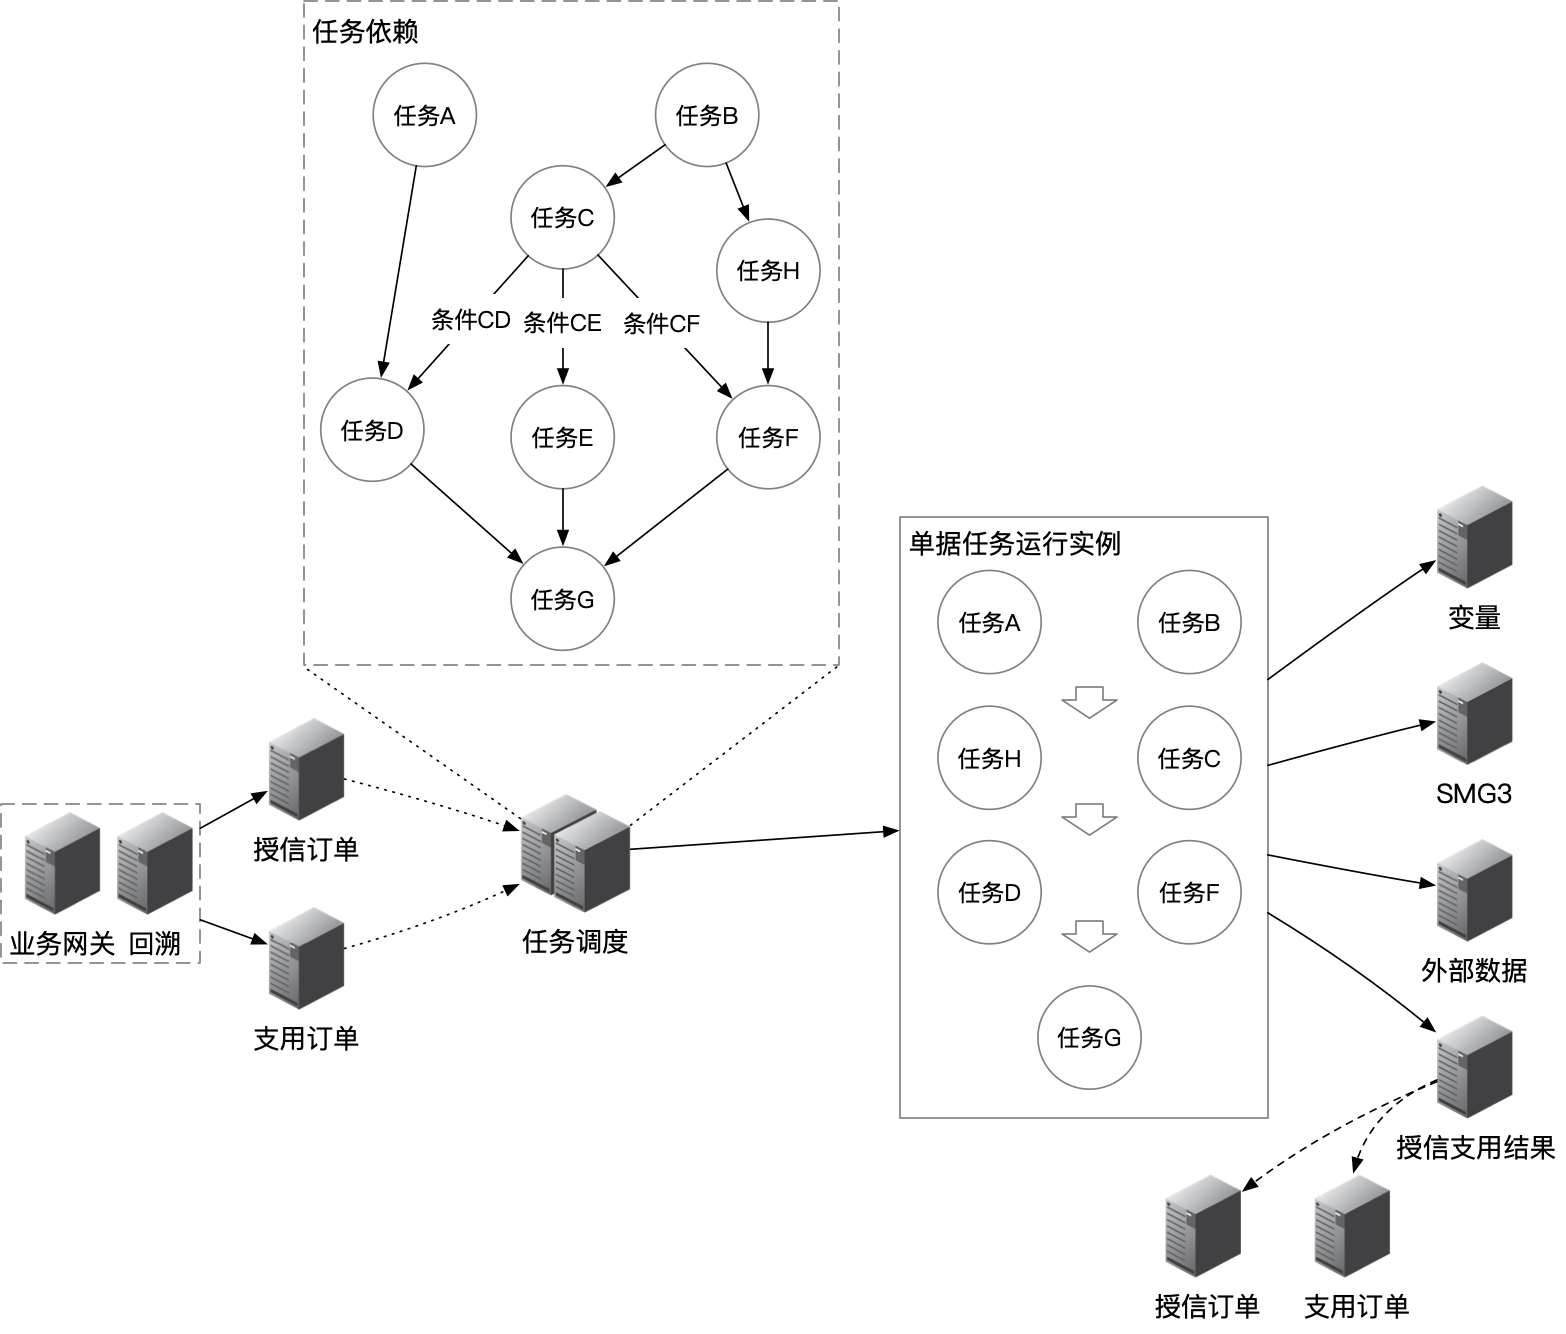 任务依赖
任务A
任务B
任务C
任务H
条件CD
条件CE
条件CF
任务D
任务E
任务F
任务G
业务网关
回溯
授信订单
支用订单
任务调度
单据任务运行实例
任务A
任务B
任务H
任务C
任务D
任务F
任务G
变量
SMG3
外部数据
授信支用结果
授信订单
支用订单